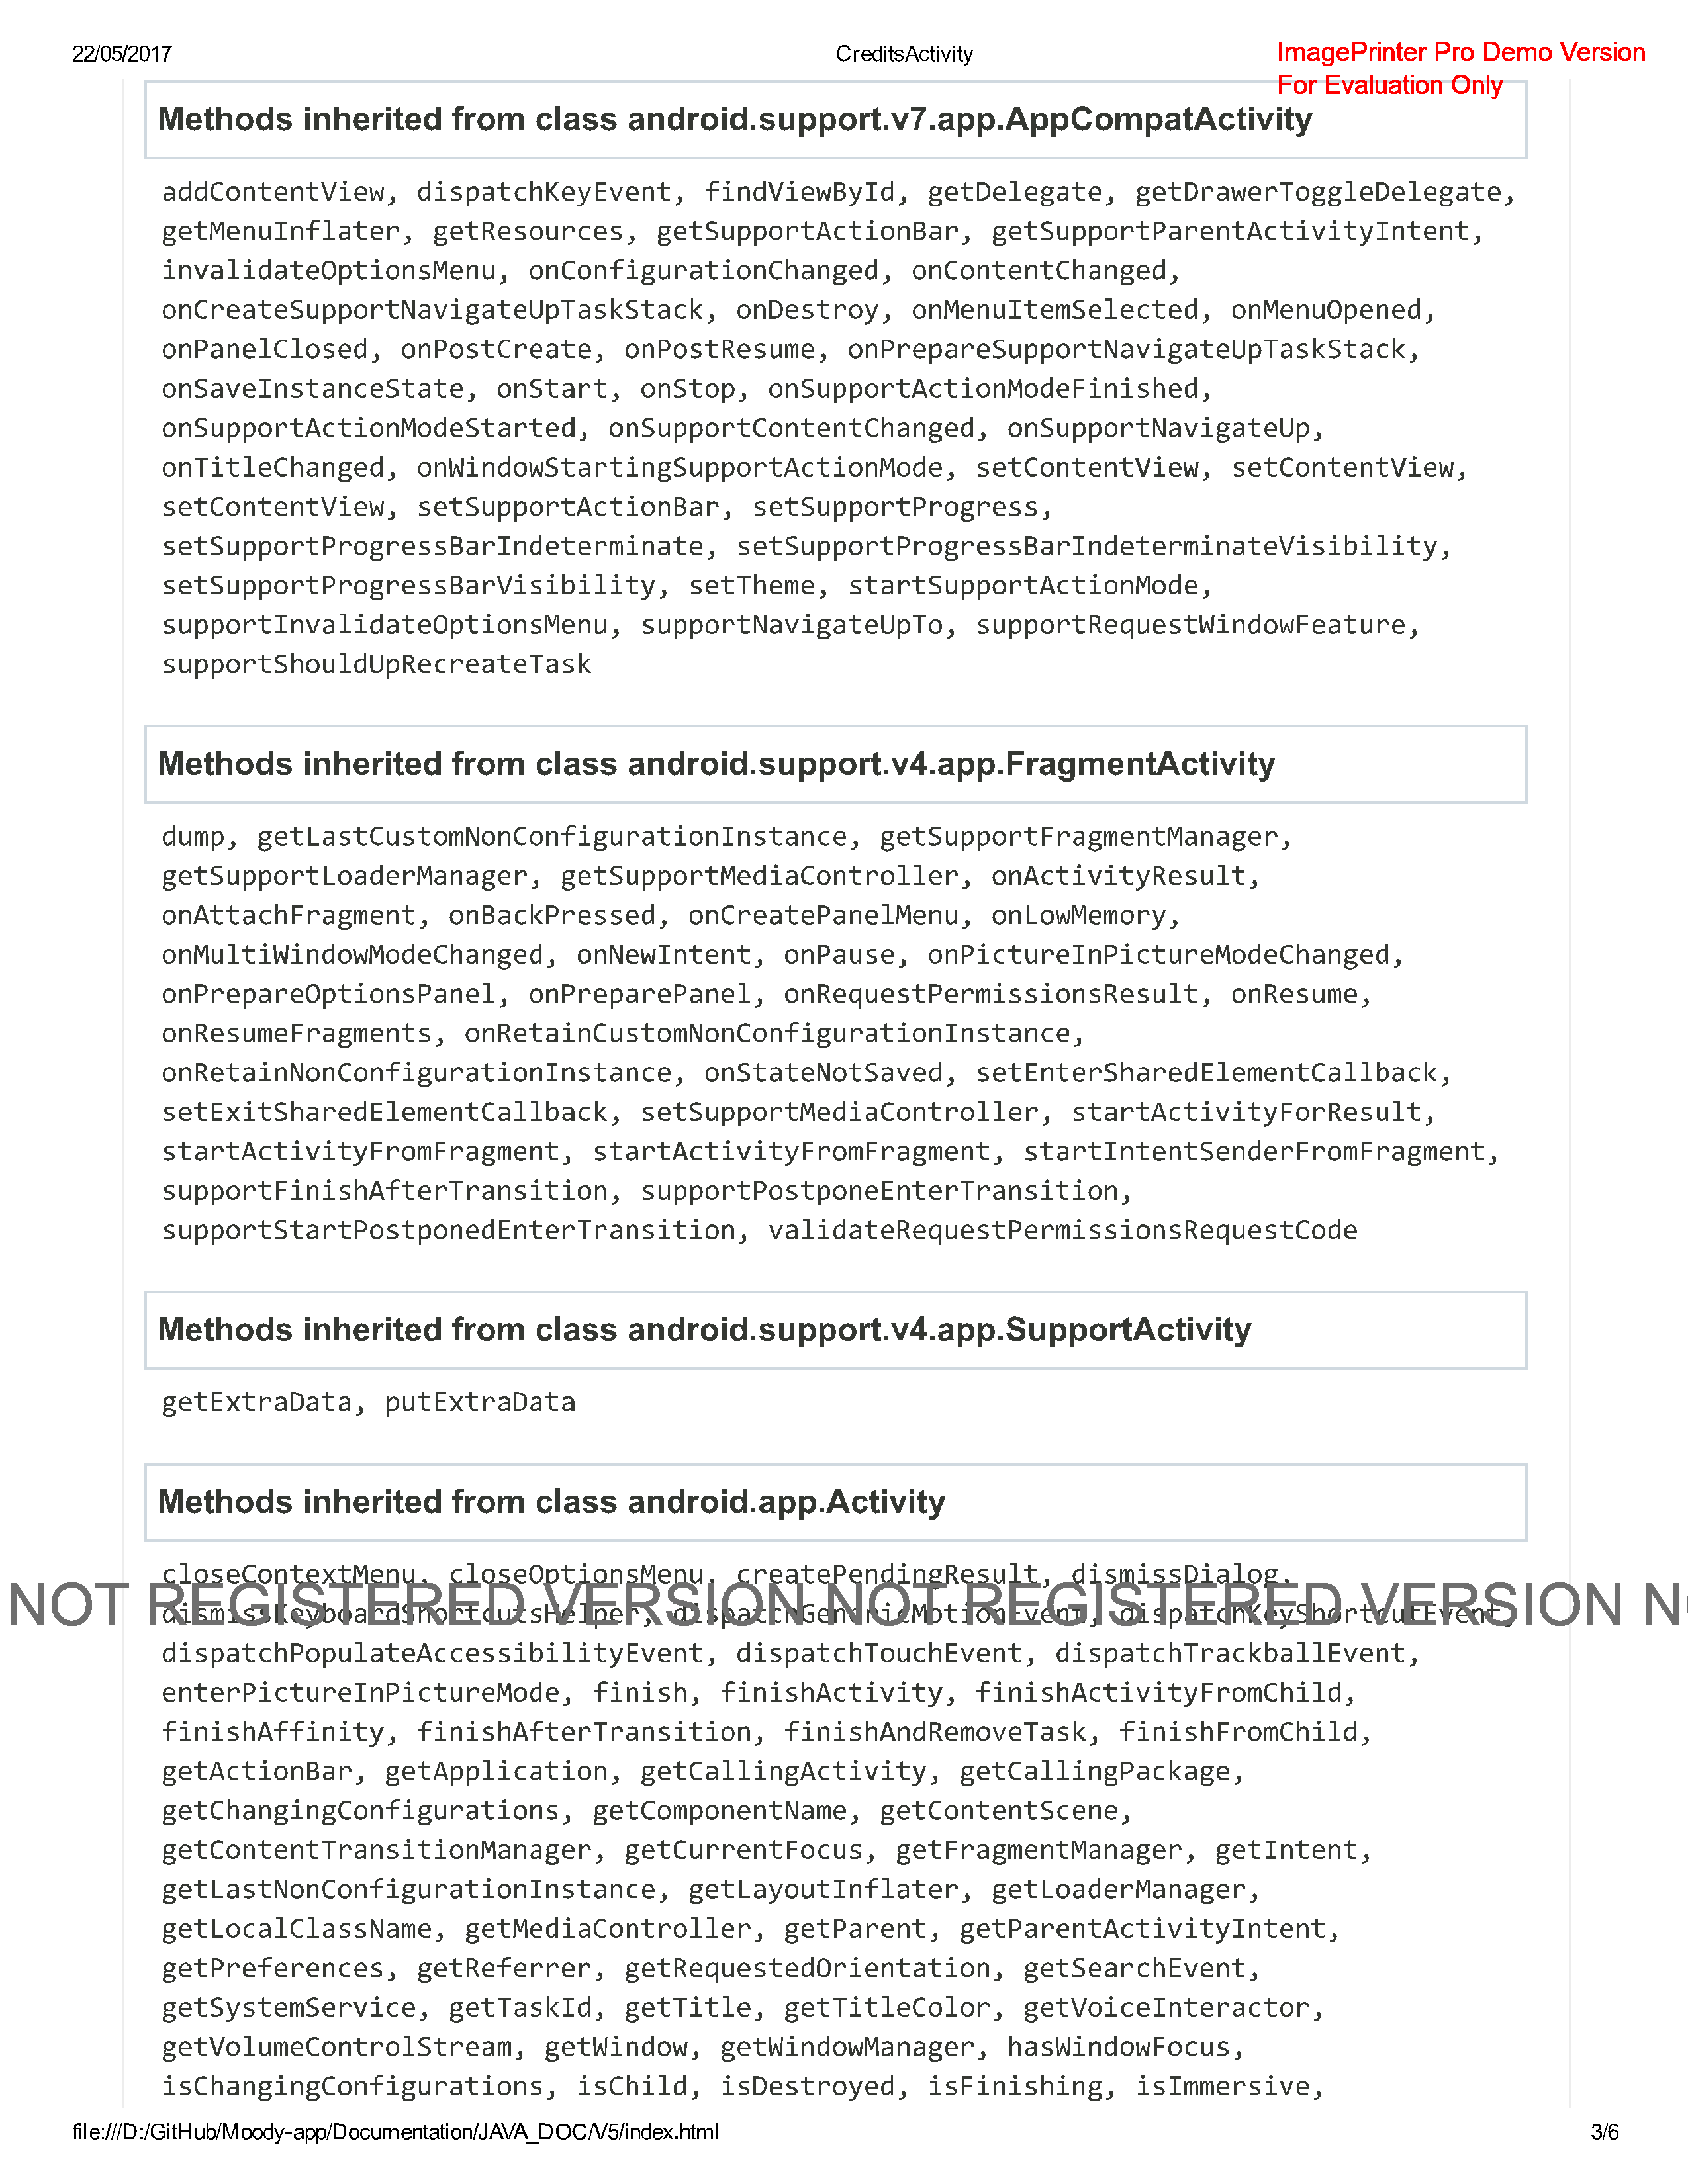 22/05/2017 CreditsActivity ImagePrinter Pro Demo Version
For Evaluation Only
Methods inherited from class android.support.v7.app.AppCompatActivity
addContentView, dispatchKeyEvent, findViewById, getDelegate, getDrawerToggleDelegate,
getMenuInflater, getResources, getSupportActionBar, getSupportParentActivityIntent,
invalidateOptionsMenu, onConfigurationChanged, onContentChanged,
onCreateSupportNavigateUpTaskStack, onDestroy, onMenuItemSelected, onMenuOpened,
onPanelClosed, onPostCreate, onPostResume, onPrepareSupportNavigateUpTaskStack,
onSaveInstanceState, onStart, onStop, onSupportActionModeFinished,
onSupportActionModeStarted, onSupportContentChanged, onSupportNavigateUp,
onTitleChanged, onWindowStartingSupportActionMode, setContentView, setContentView,
setContentView, setSupportActionBar, setSupportProgress,
setSupportProgressBarIndeterminate, setSupportProgressBarIndeterminateVisibility,
setSupportProgressBarVisibility, setTheme, startSupportActionMode,
supportInvalidateOptionsMenu, supportNavigateUpTo, supportRequestWindowFeature,
supportShouldUpRecreateTask
Methods inherited from class android.support.v4.app.FragmentActivity
dump, getLastCustomNonConfigurationInstance, getSupportFragmentManager,
getSupportLoaderManager, getSupportMediaController, onActivityResult,
onAttachFragment, onBackPressed, onCreatePanelMenu, onLowMemory,
onMultiWindowModeChanged, onNewIntent, onPause, onPictureInPictureModeChanged,
onPrepareOptionsPanel, onPreparePanel, onRequestPermissionsResult, onResume,
onResumeFragments, onRetainCustomNonConfigurationInstance,
onRetainNonConfigurationInstance, onStateNotSaved, setEnterSharedElementCallback,
setExitSharedElementCallback, setSupportMediaController, startActivityForResult,
startActivityFromFragment, startActivityFromFragment, startIntentSenderFromFragment,
supportFinishAfterTransition, supportPostponeEnterTransition,
supportStartPostponedEnterTransition, validateRequestPermissionsRequestCode
Methods inherited from class android.support.v4.app.SupportActivity
getExtraData, putExtraData
Methods inherited from class android.app.Activity
closeContextMenu, closeOptionsMenu, createPendingResult, dismissDialog,
NOT REGISTERED VERSION NOT REGISTERED VERSION NO
dismissKeyboardShortcutsHelper, dispatchGenericMotionEvent, dispatchKeyShortcutEvent,
dispatchPopulateAccessibilityEvent, dispatchTouchEvent, dispatchTrackballEvent,
enterPictureInPictureMode, finish, finishActivity, finishActivityFromChild,
finishAffinity, finishAfterTransition, finishAndRemoveTask, finishFromChild,
getActionBar, getApplication, getCallingActivity, getCallingPackage,
getChangingConfigurations, getComponentName, getContentScene,
getContentTransitionManager, getCurrentFocus, getFragmentManager, getIntent,
getLastNonConfigurationInstance, getLayoutInflater, getLoaderManager,
getLocalClassName, getMediaController, getParent, getParentActivityIntent,
getPreferences, getReferrer, getRequestedOrientation, getSearchEvent,
getSystemService, getTaskId, getTitle, getTitleColor, getVoiceInteractor,
getVolumeControlStream, getWindow, getWindowManager, hasWindowFocus,
isChangingConfigurations, isChild, isDestroyed, isFinishing, isImmersive,
file:///D:/GitHub/Moody-app/Documentation/JAVA_DOC/V5/index.html 3/6